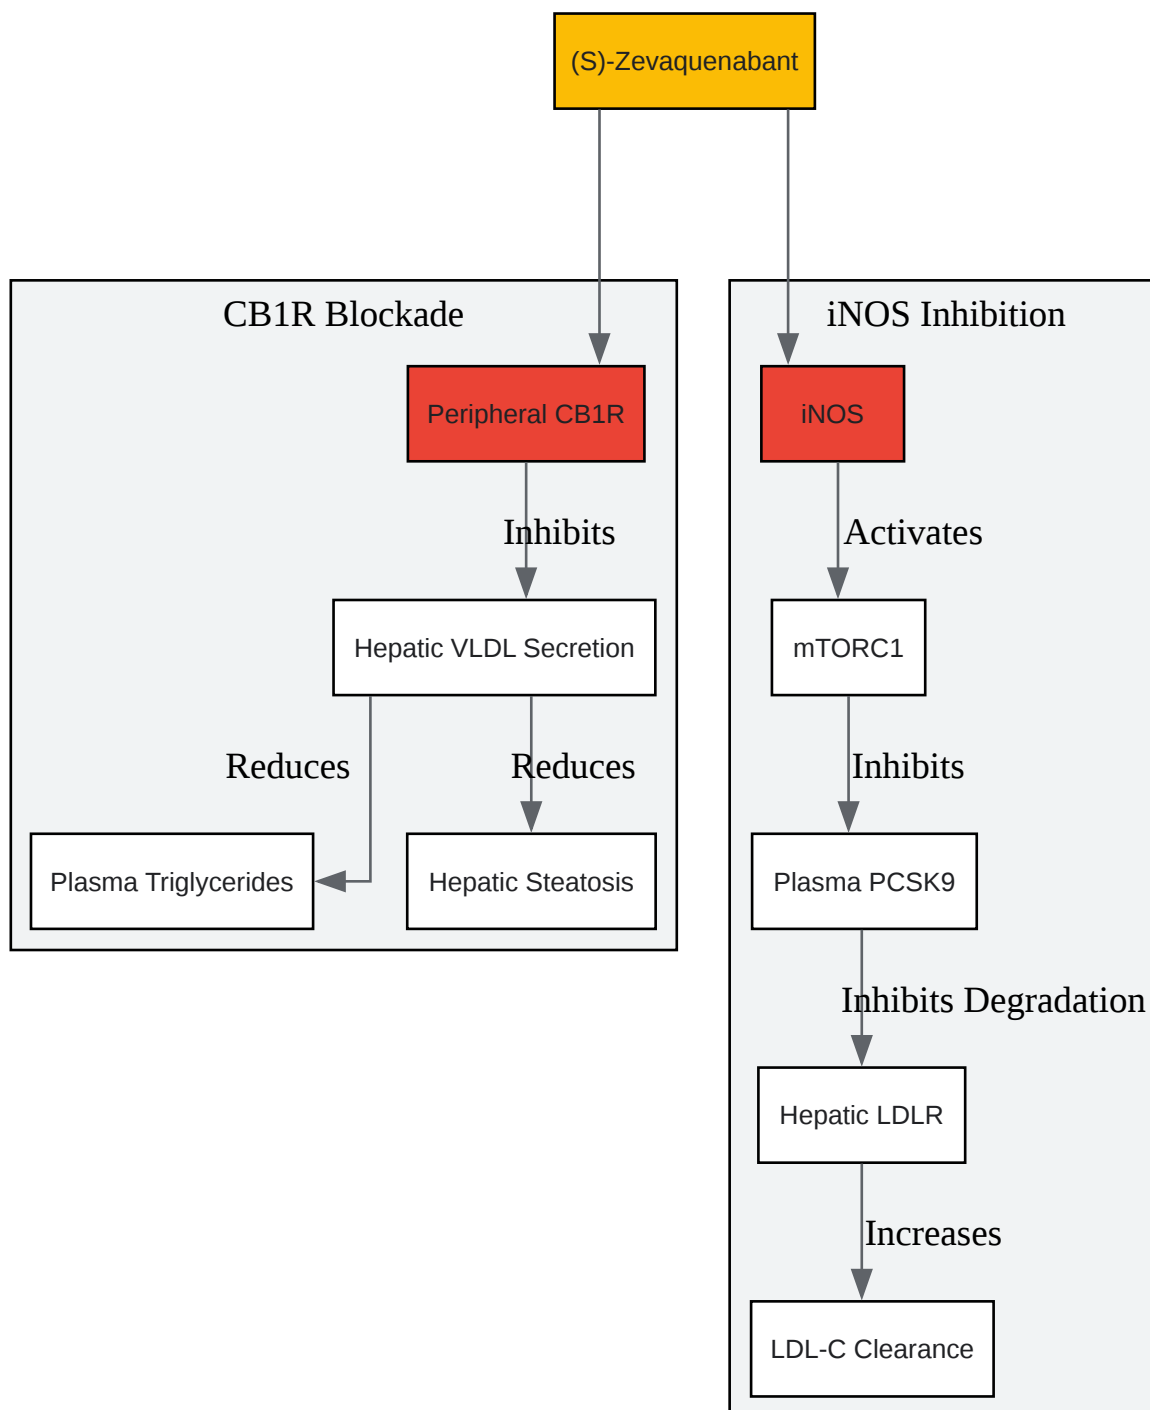 (S)-Zevaquenabant
CB1R Blockade
Peripheral CB1R
Inhibits
Hepatic VLDL Secretion
Reduces
Reduces
Plasma Triglycerides
Hepatic Steatosis
iNOS Inhibition
iNOS
Activates
mTORC1
Inhibits
Plasma PCSK9
Inhibits Degradation
Hepatic LDLR
Increases
LDL-C Clearance